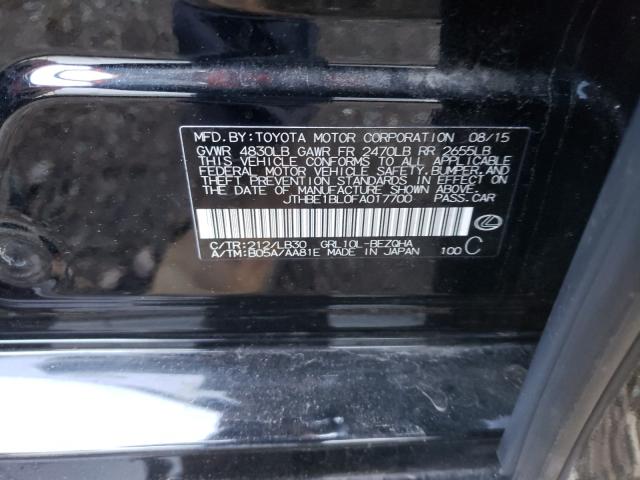 MFD.BY:TOYOTA MOTOR CORPORATION 08/15
GVWR 4830LB GAWR FR 2470LB RR 2655LB
THIS VEHICLE CONFORMS TO ALL APPLICABLE
FEDERAL MOTOR VEHICLE SAFETY,BUMPER,AND
THEFT PREVENTION STANDARDS IN EFFECT ON
THE DATE OF MANUFACTURE SHOWN ABOVE.
JTHBE1BL0FA017700 PASS.CAR
C/TR:212/LB30 GRL10L-BEZQHA
A/TM:B05A/AA81E MADE IN JAPAN 100 C